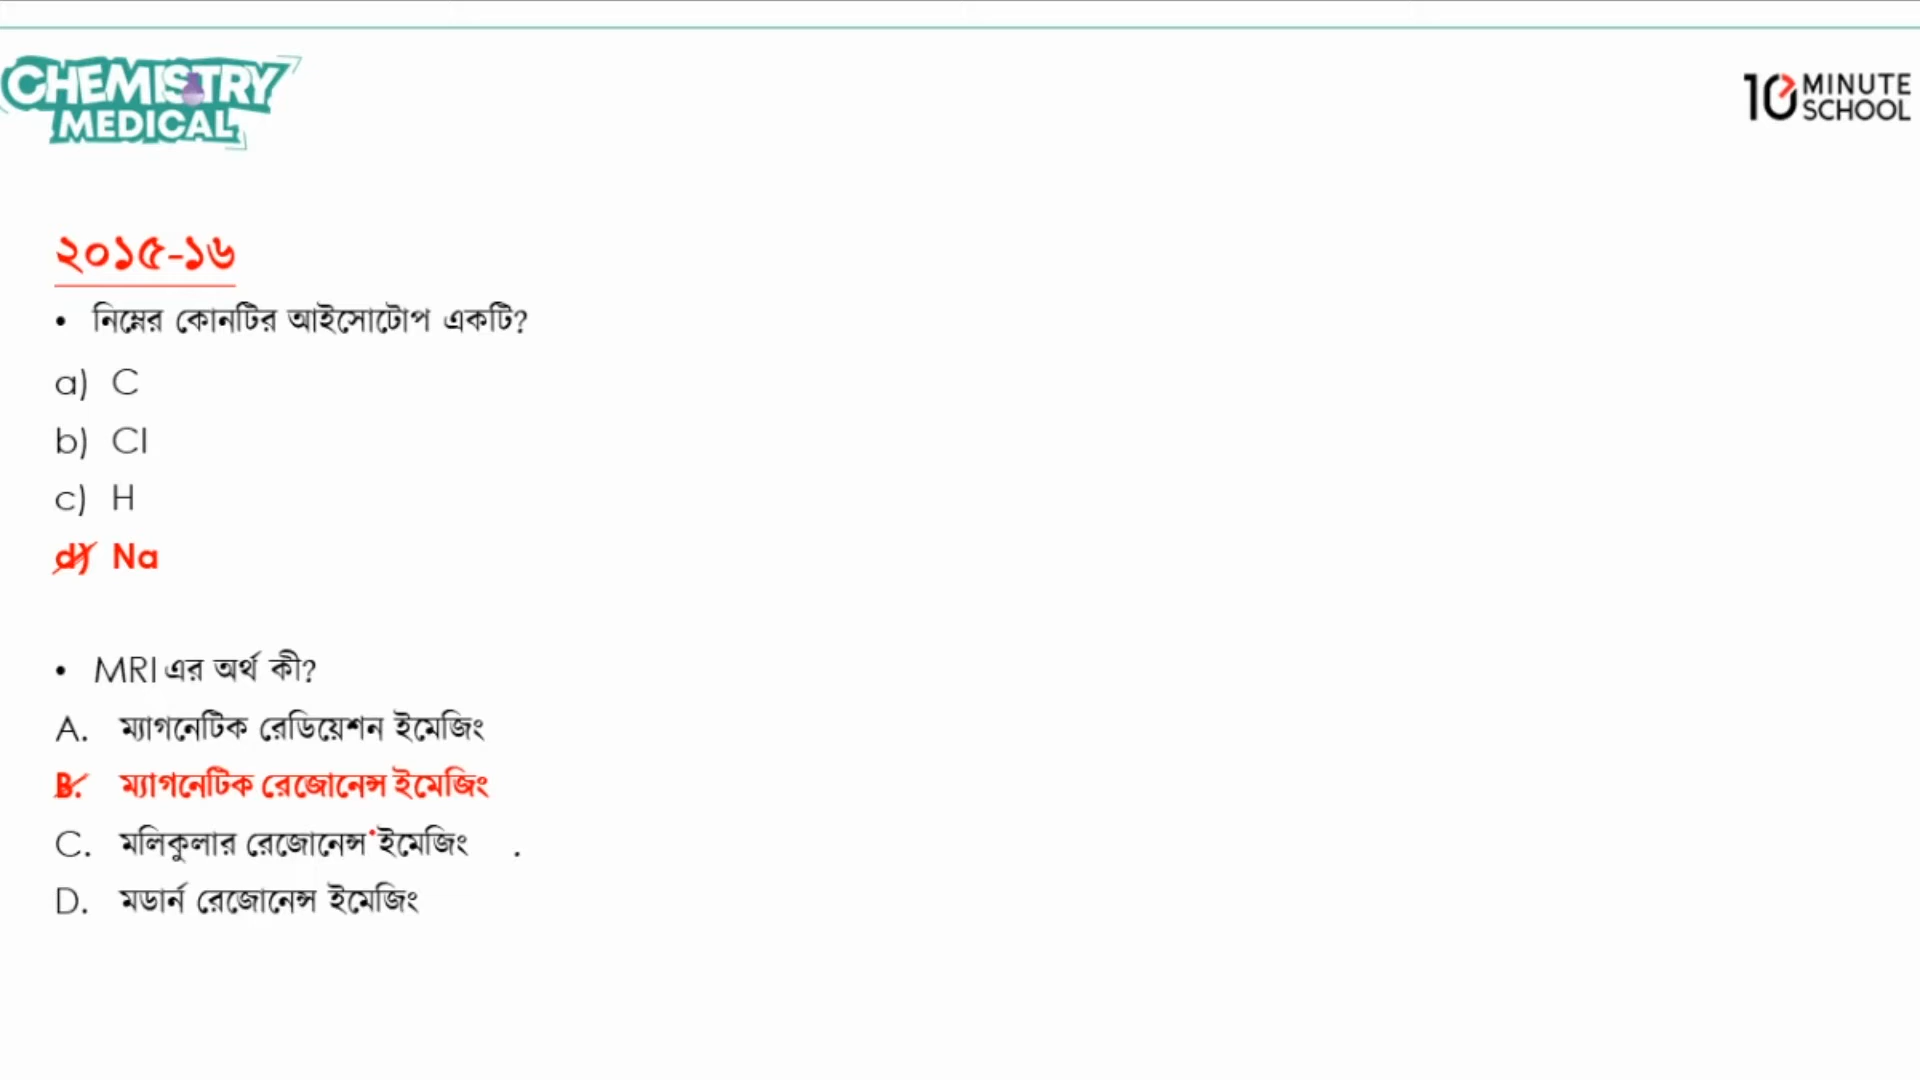 CHEMISTRY
MEDICAL
10 MINUTE
SCHOOL
২০১৫-১৬
• নিম্নের কোনটির আইসোটোপ একটি?
a) C
b) Cl
c) H
d) Na
• MRI এর অর্থ কী?
A. ম্যাগনেটিক রেডিয়েশন ইমেজিং
B. ম্যাগনেটিক রেজোনেন্স ইমেজিং
C. মলিকুলার রেজোনেন্স ইমেজিং .
D. মডার্ন রেজোনেন্স ইমেজিং